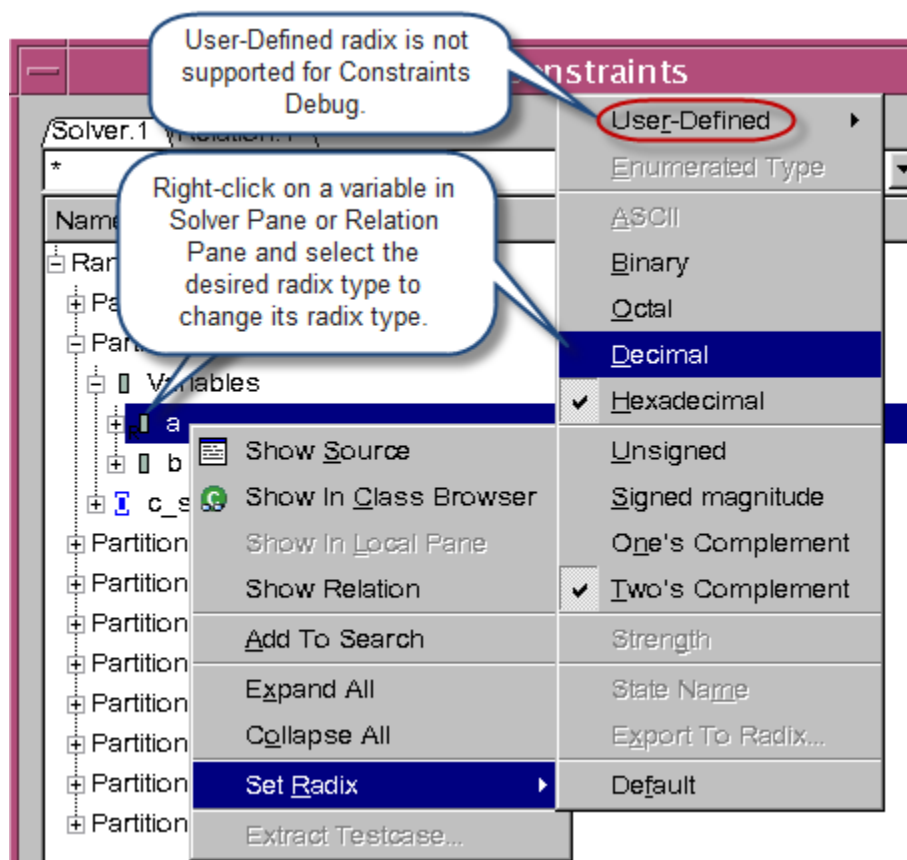 User-Defined radix is not
supported for Constraints
Debug.
nstraints
Solver.1
*
Right-click on a variable in
Solver Pane or Relation
Pane and select the
desired radix type to
change its radix type.
Name
Ran
Pa
Parti
Variables
a
b
c_s
Partition
Partition
Partition
Partition
Partition
Partition
Partition
Partition
Show Source
Show In Class Browser
Show In Local Pane
Show Relation
Add To Search
Expand All
Collapse All
Set Radix
Extract Testcase...
User-Defined
Enumerated Type
ASCII
Binary
Octal
Decimal
Hexadecimal
Unsigned
Signed magnitude
One's Complement
Two's Complement
Strength
State Name
Export To Radix...
Default